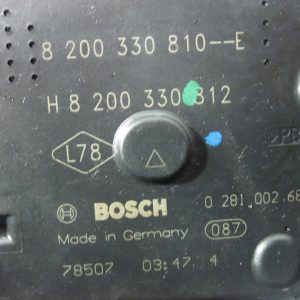 8 200 330 810--E
H 8 200 330 812
L78
BOSCH 0 281 002 68
Made in Germany 087
78507 03.47. 4